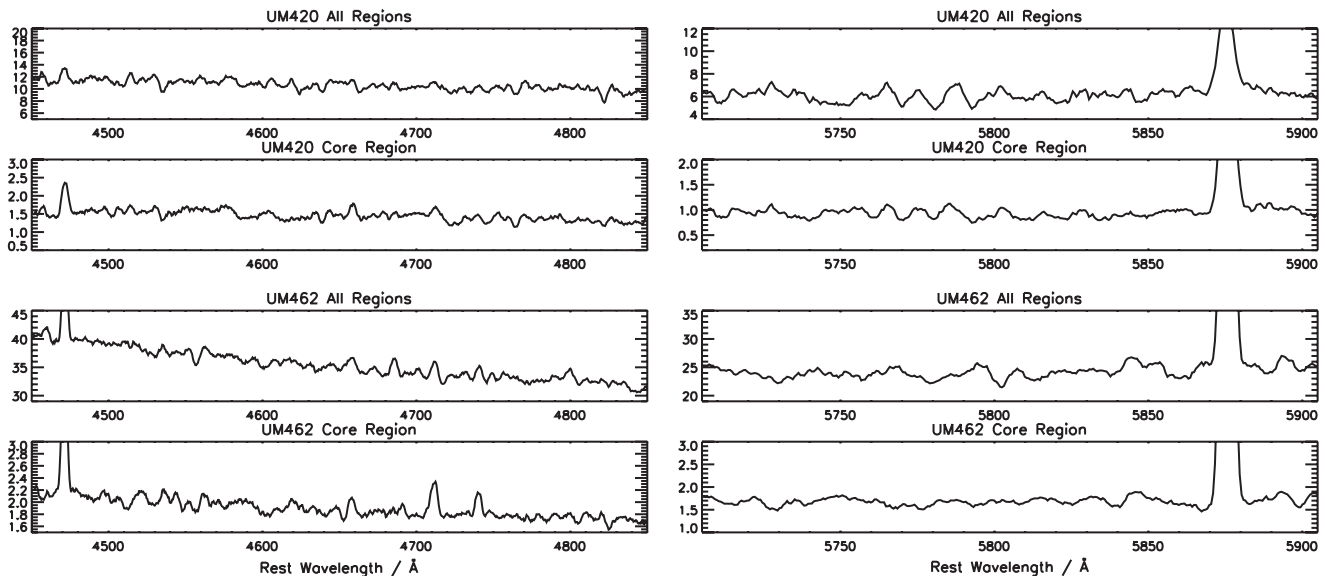 UM420 All Regions
20
18
16
14
12
10
8
6
4500 4600 4700 4800
UM420 All Regions
12
10
8
6
4
5750 5800 5850 5900
UM420 Core Region
3.0
2.5
2.0
1.5
1.0
0.5
4500 4600 4700 4800
UM420 Core Region
2.0
1.5
1.0
0.5
5750 5800 5850 5900
UM462 All Regions
45
40
35
30
4500 4600 4700 4800
UM462 All Regions
35
30
25
20
5750 5800 5850 5900
UM462 Core Region
3.0
2.8
2.6
2.4
2.2
2.0
1.8
1.6
4500 4600 4700 4800
Rest Wavelength / Å
UM462 Core Region
3.0
2.5
2.0
1.5
1.0
5750 5800 5850 5900
Rest Wavelength / Å